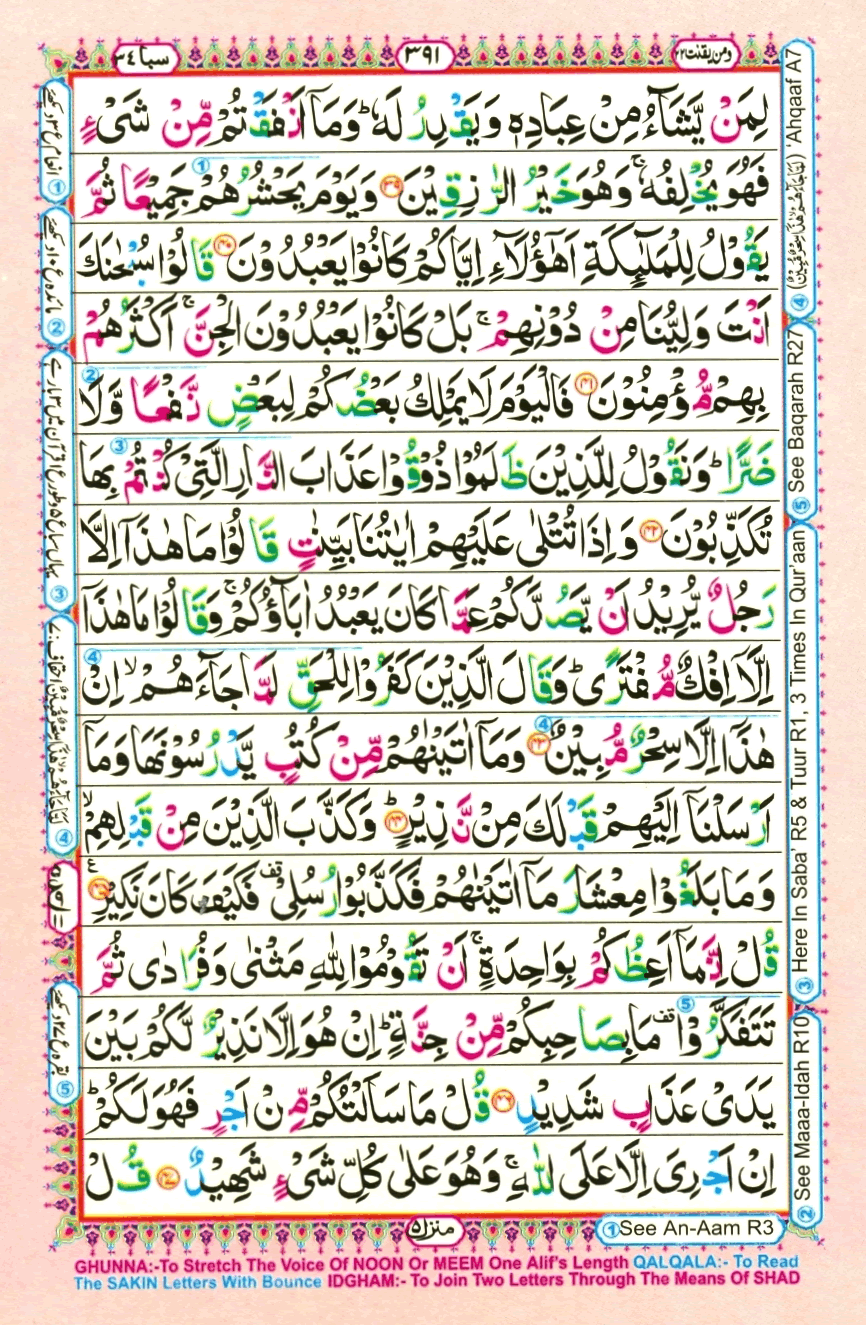 سبا ٣٤
٣٩١
ومن يقنت ٢٢
لِمَنْ يَّشَآءُ مِنْ عِبَادِهٖ وَيَقْدِرُ لَهٗ ؕ وَمَاۤ اَنْفَقْتُمْ مِّنْ شَىْءٍ
فَهُوَ يُخْلِفُهٗ ۚ وَهُوَ خَيْرُ الرّٰزِقِيْنَ ۝٣٩ وَيَوْمَ يَحْشُرُهُمْ جَمِيْعًا ثُمَّ
يَقُوْلُ لِلْمَلٰٓئِكَةِ اَهٰۤؤُلَآءِ اِيَّاكُمْ كَانُوْا يَعْبُدُوْنَ ۝٤٠ قَالُوْا سُبْحٰنَكَ
اَنْتَ وَلِيُّنَا مِنْ دُوْنِهِمْ ۚ بَلْ كَانُوْا يَعْبُدُوْنَ الْجِنَّ ۚ اَكْثَرُهُمْ
بِهِمْ مُّؤْمِنُوْنَ ۝٤١ فَالْيَوْمَ لَا يَمْلِكُ بَعْضُكُمْ لِبَعْضٍ نَّفْعًا وَّلَا
ضَرًّا ؕ وَنَقُوْلُ لِلَّذِيْنَ ظَلَمُوْا ذُوْقُوْا عَذَابَ النَّارِ الَّتِىْ كُنْتُمْ بِهَا
تُكَذِّبُوْنَ ۝٤٢ وَاِذَا تُتْلٰى عَلَيْهِمْ اٰيٰتُنَا بَيِّنٰتٍ قَالُوْا مَا هٰذَاۤ اِلَّا
رَجُلٌ يُّرِيْدُ اَنْ يَّصُدَّكُمْ عَمَّا كَانَ يَعْبُدُ اٰبَآؤُكُمْ ۚ وَقَالُوْا مَا هٰذَاۤ
اِلَّاۤ اِفْكٌ مُّفْتَرًى ؕ وَقَالَ الَّذِيْنَ كَفَرُوْا لِلْحَقِّ لَمَّا جَآءَهُمْ ۙ اِنْ
هٰذَاۤ اِلَّا سِحْرٌ مُّبِيْنٌ ۝٤٣ وَمَاۤ اٰتَيْنٰهُمْ مِّنْ كُتُبٍ يَّدْرُسُوْنَهَا وَمَاۤ
اَرْسَلْنَاۤ اِلَيْهِمْ قَبْلَكَ مِنْ نَّذِيْرٍ ؕ۝٤٤ وَكَذَّبَ الَّذِيْنَ مِنْ قَبْلِهِمْ ۙ
وَمَا بَلَغُوْا مِعْشَارَ مَاۤ اٰتَيْنٰهُمْ فَكَذَّبُوْا رُسُلِىْ قف فَكَيْفَ كَانَ نَكِيْرِ ۝٤٥
قُلْ اِنَّمَاۤ اَعِظُكُمْ بِوَاحِدَةٍ ۚ اَنْ تَقُوْمُوْا لِلّٰهِ مَثْنٰى وَفُرَادٰى ثُمَّ
تَتَفَكَّرُوْا قف مَا بِصَاحِبِكُمْ مِّنْ جِنَّةٍ ؕ اِنْ هُوَ اِلَّا نَذِيْرٌ لَّكُمْ بَيْنَ
يَدَىْ عَذَابٍ شَدِيْدٍ ۝٤٦ قُلْ مَا سَاَلْتُكُمْ مِّنْ اَجْرٍ فَهُوَ لَكُمْ ؕ
اِنْ اَجْرِىَ اِلَّا عَلَى اللّٰهِ ۚ وَهُوَ عَلٰى كُلِّ شَىْءٍ شَهِيْدٌ ۝٤٧ قُلْ
④ (لَمَّا جَآءَهُمْ هٰذَا سِحْرٌ مُّبِيْنٌ) 'Ahqaaf A7
⑤ See Baqarah R27
③ Here In Saba' R5 & Tuur R1, 3 Times In Qur'aan
② See Maaa-Idah R10
منزل ٥
① See An-Aam R3
GHUNNA:-To Stretch The Voice Of NOON Or MEEM One Alif's Length QALQALA:- To Read
The SAKIN Letters With Bounce IDGHAM:- To Join Two Letters Through The Means Of SHAD